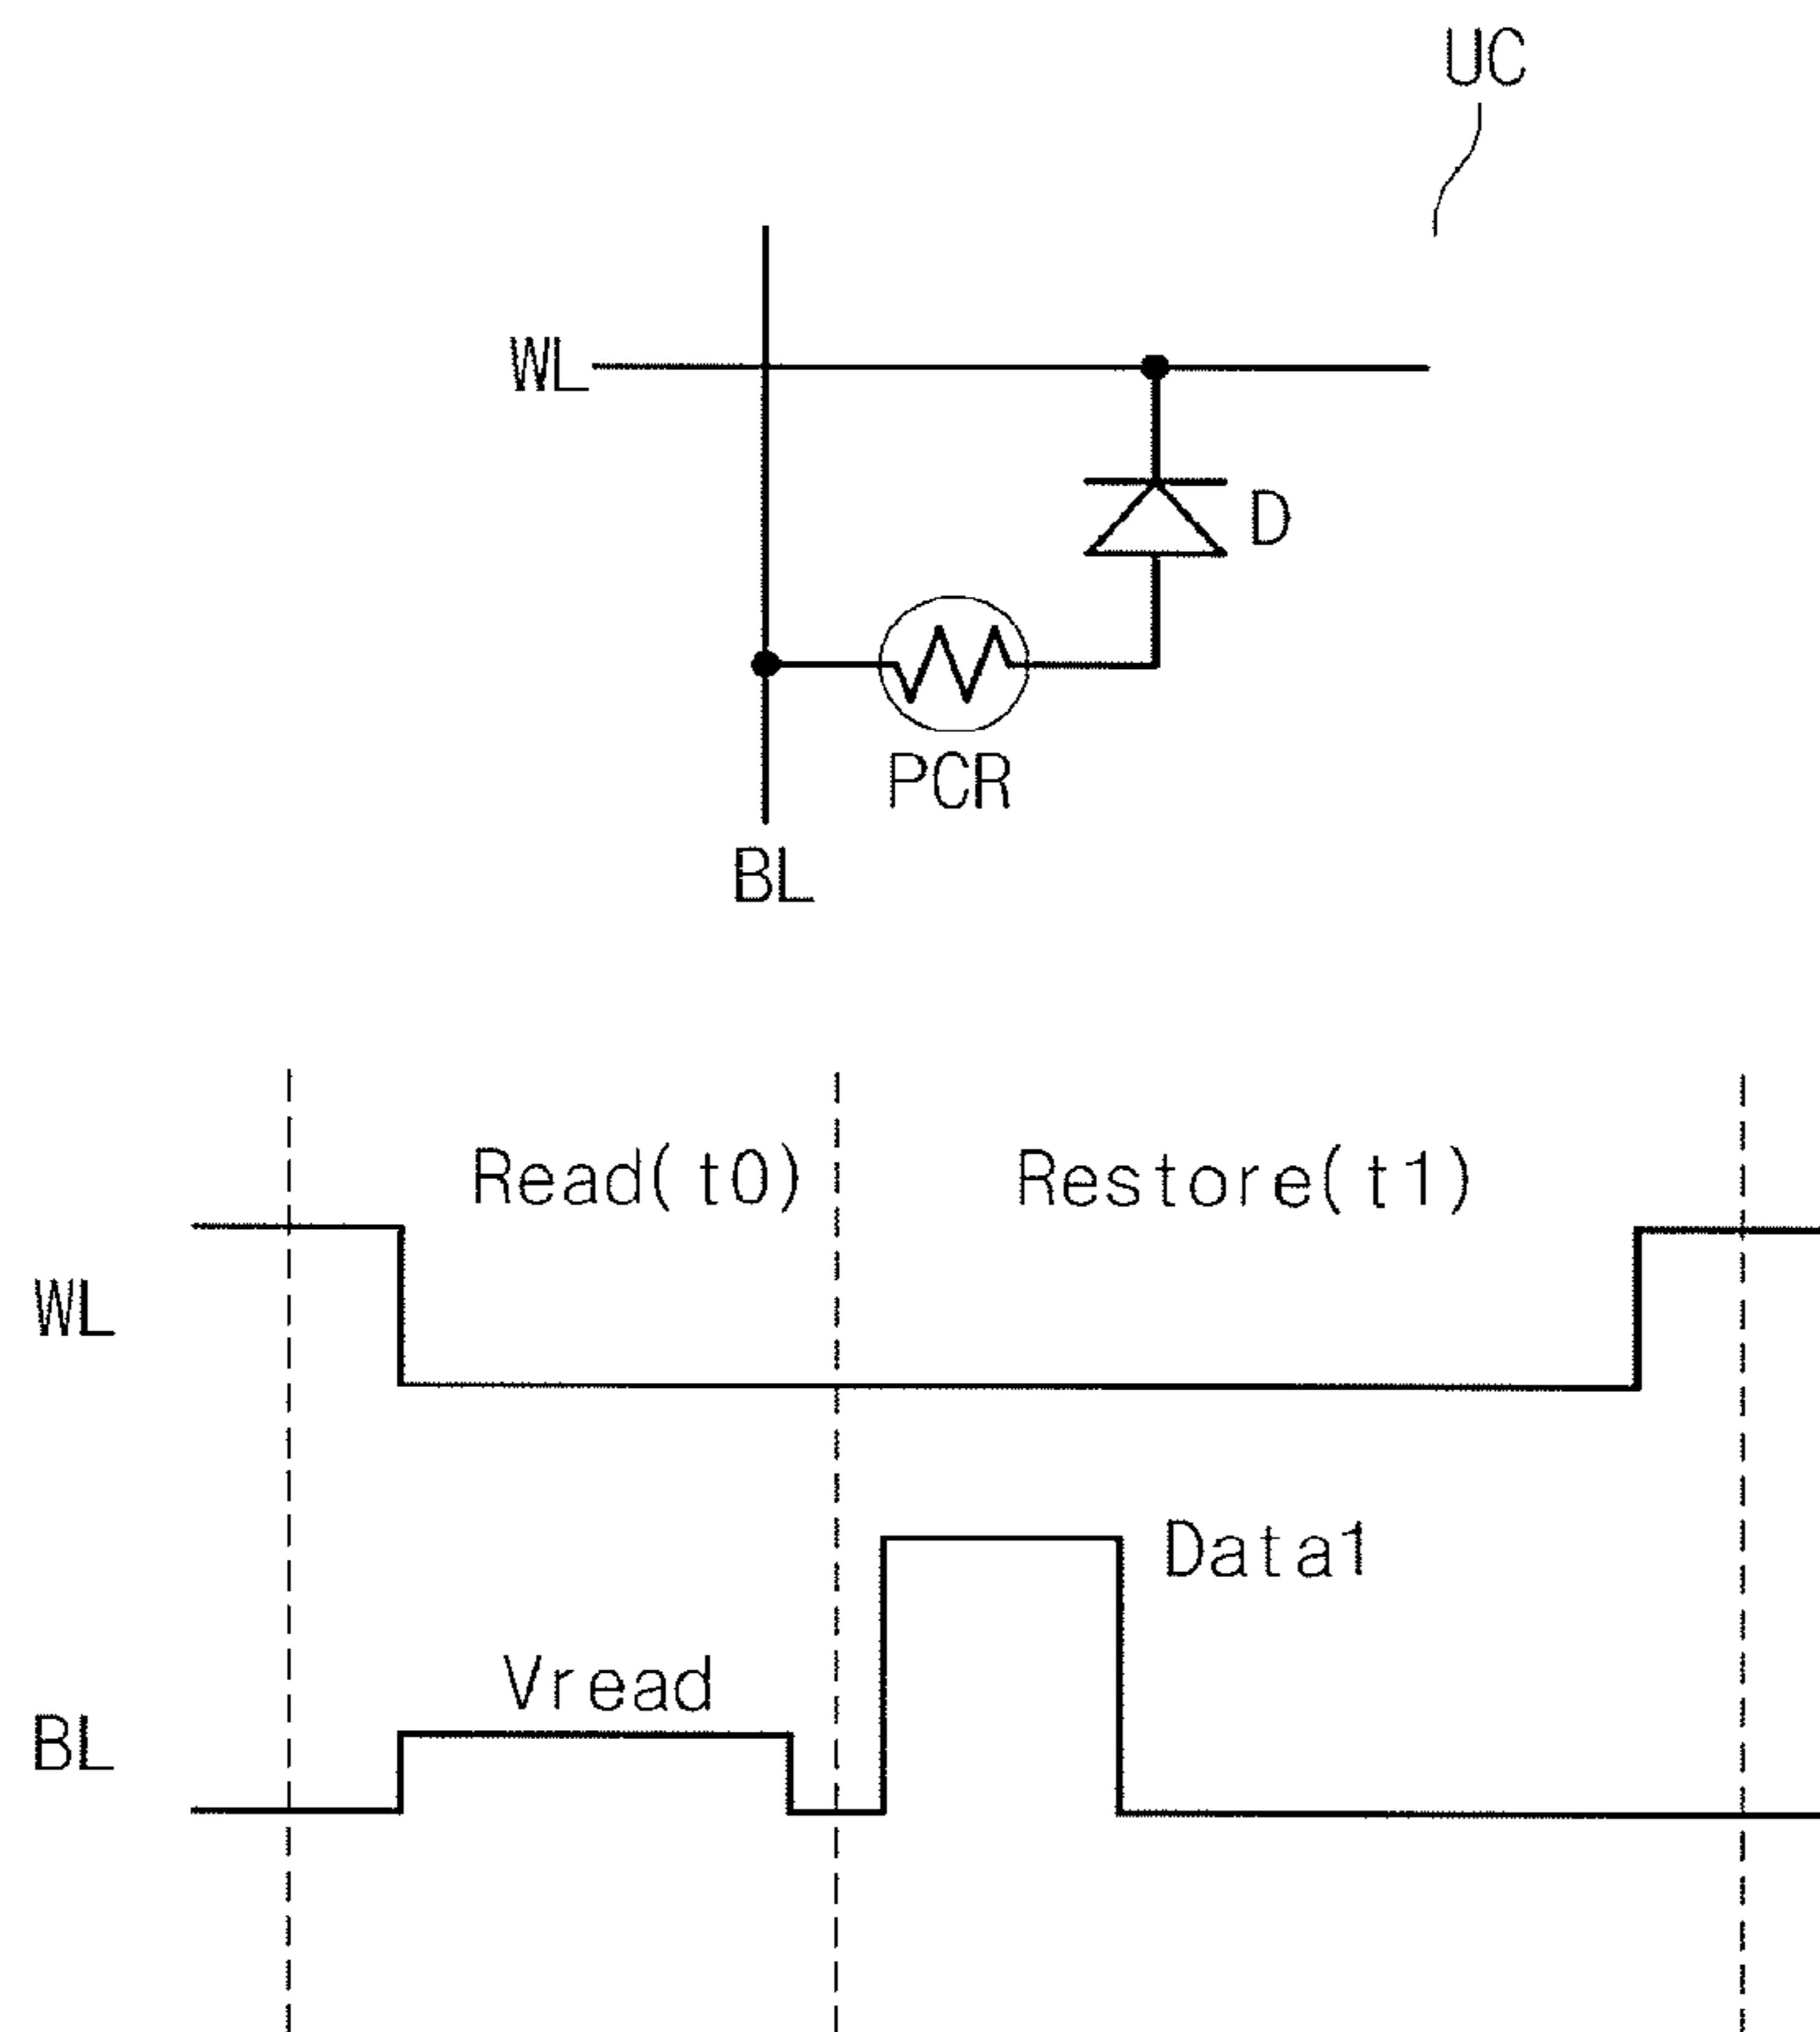 UC
WL
D
PCR
BL
Read(t0)
Restore(t1)
WL
Data1
Vread
BL